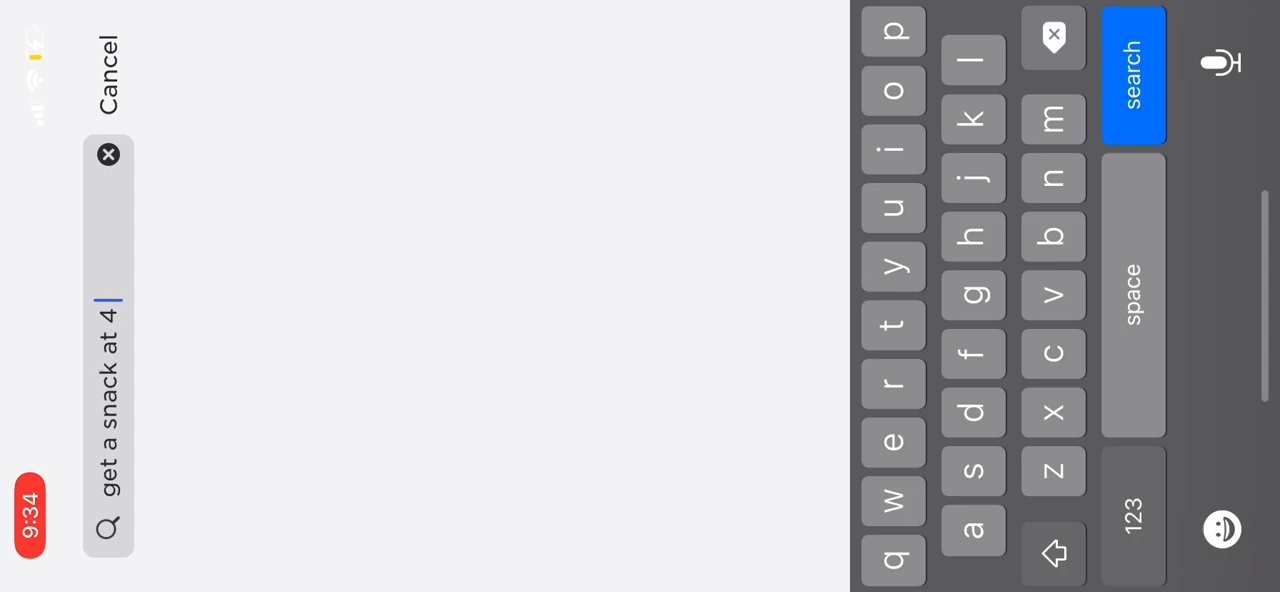 9:34
get a snack at 4
Cancel
q w e r t y u i o p
a s d f g h j k l
z x c v b n m
123 space search